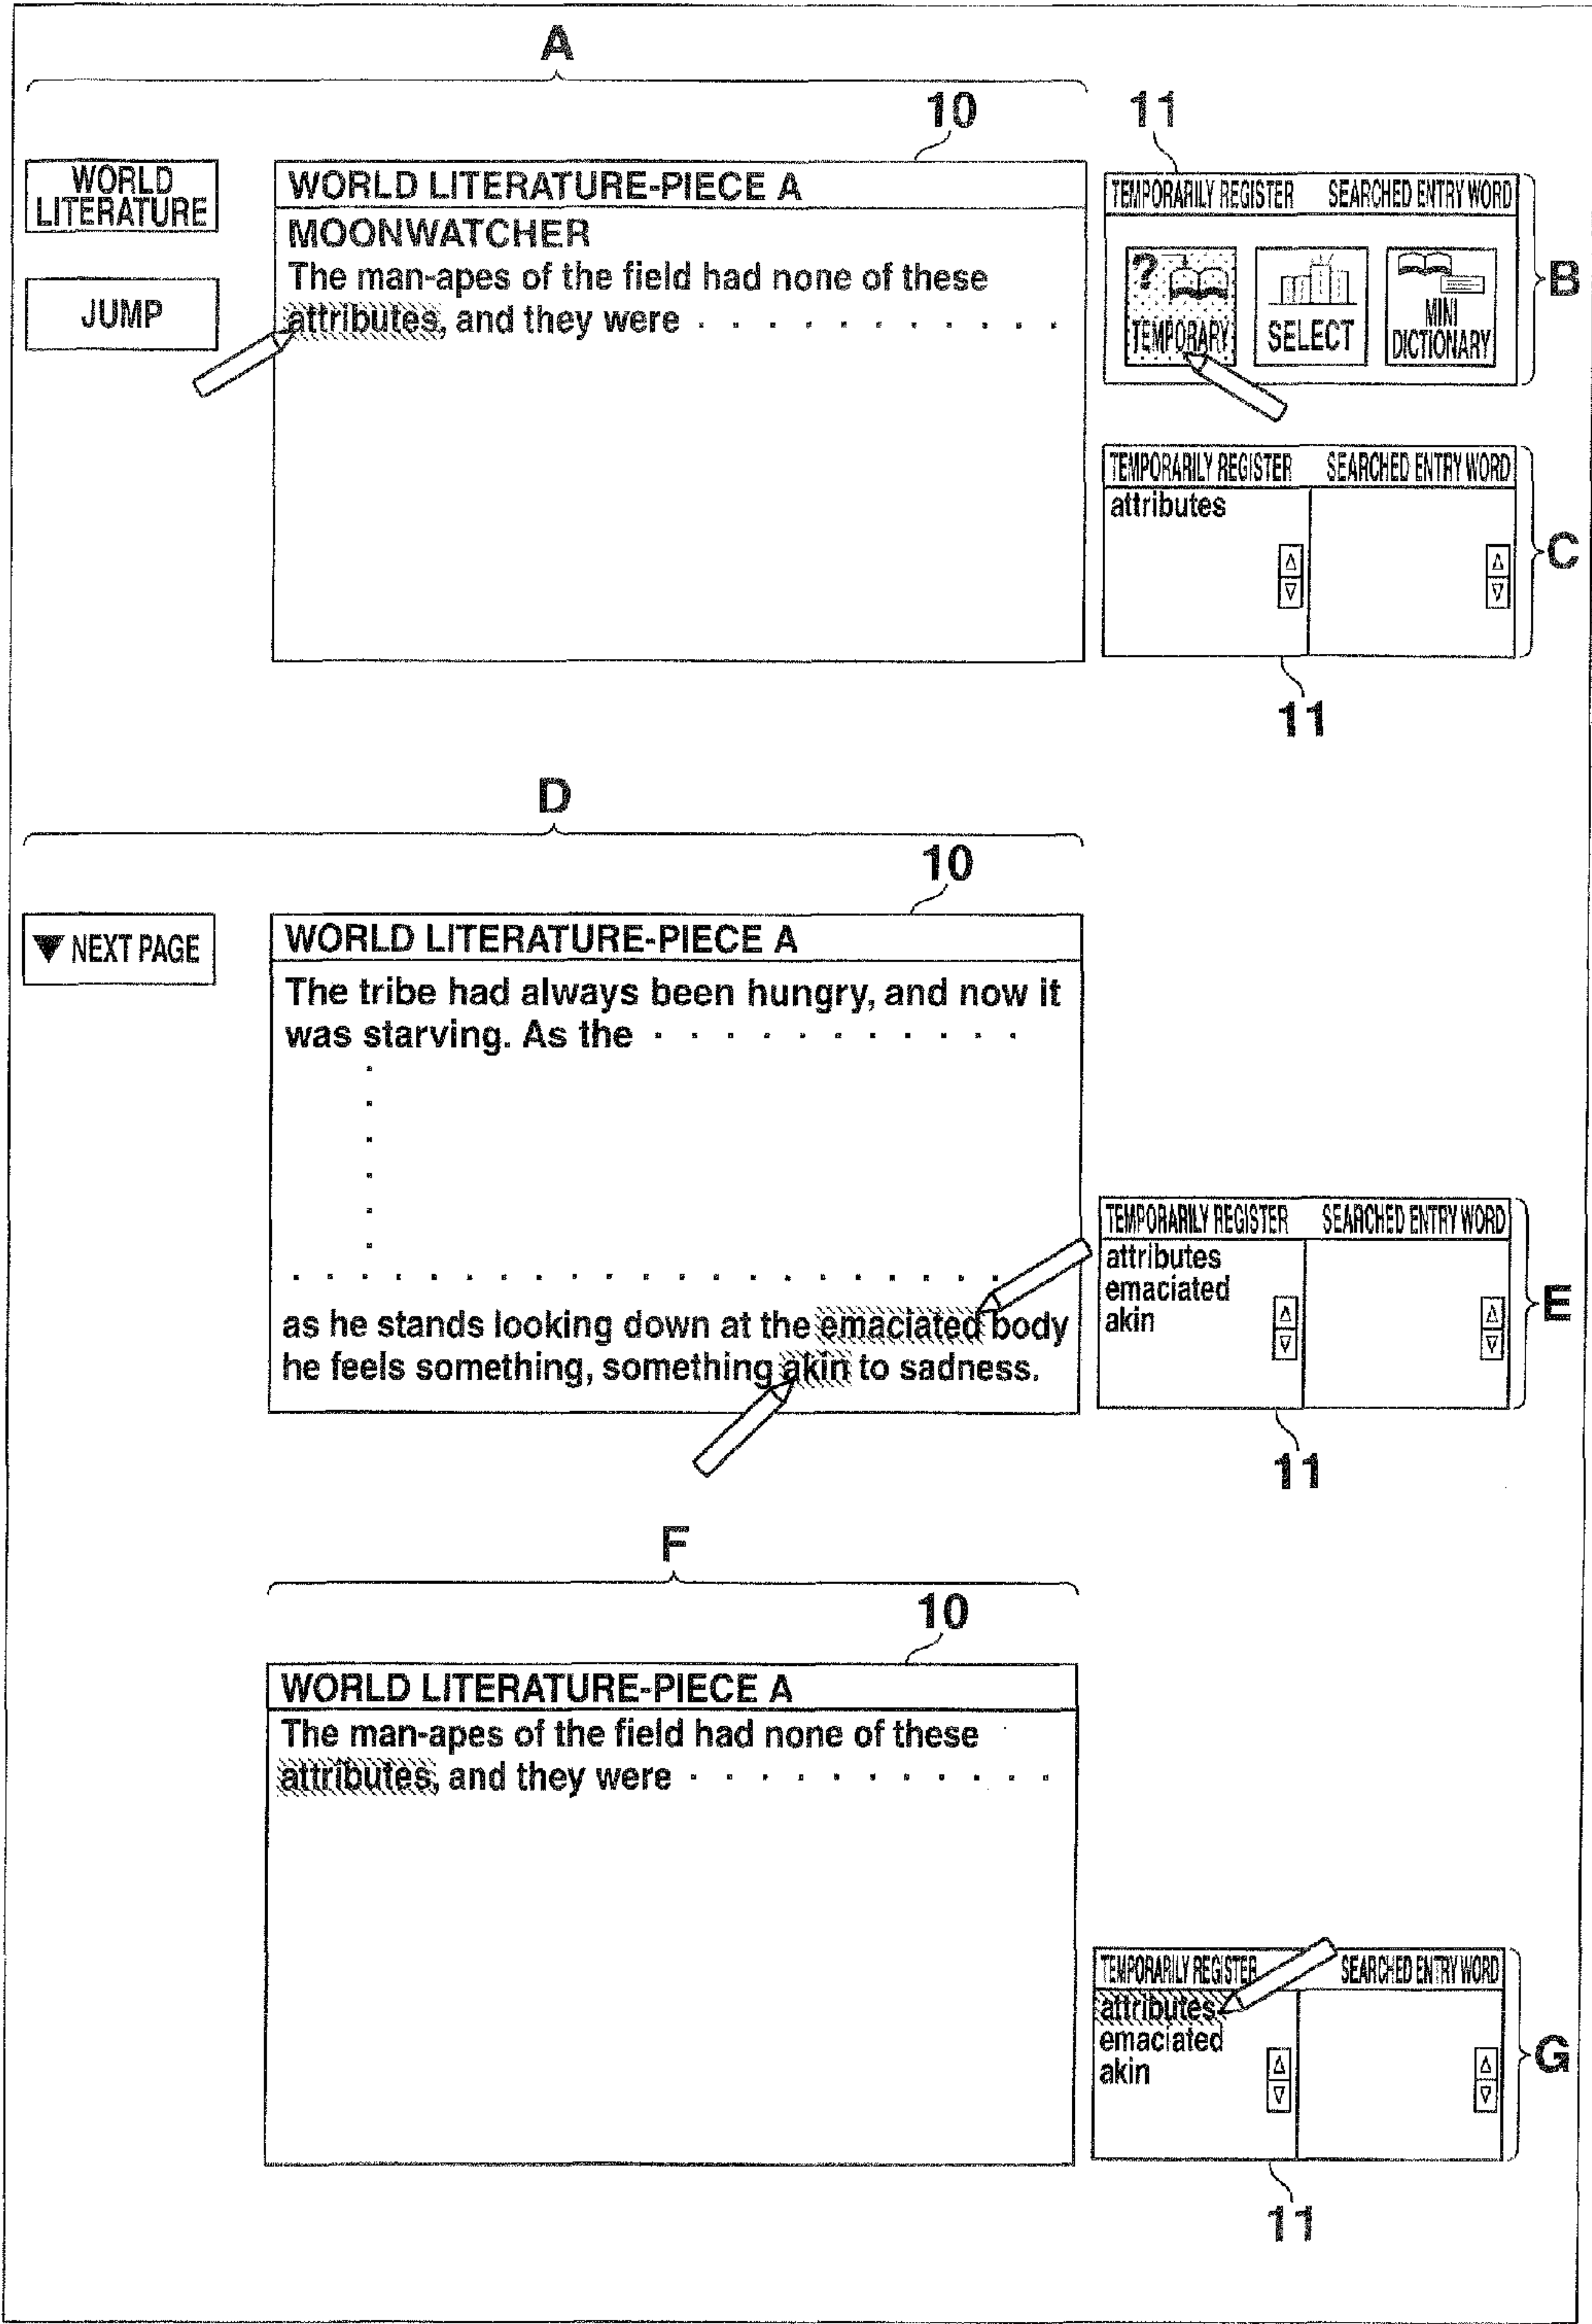 A
10
11
WORLD
LITERATURE
JUMP
WORLD LITERATURE-PIECE A
MOONWATCHER
The man-apes of the field had none of these
attributes, and they were . . . . . . . . . . .
TEMPORARILY REGISTER SEARCHED ENTRY WORD
?
TEMPORARY
SELECT
MINI
DICTIONARY
B
TEMPORARILY REGISTER SEARCHED ENTRY WORD
attributes
C
11
D
10
▼ NEXT PAGE
WORLD LITERATURE-PIECE A
The tribe had always been hungry, and now it
was starving. As the . . . . . . . . . . .
as he stands looking down at the emaciated body
he feels something, something akin to sadness.
TEMPORARILY REGISTER SEARCHED ENTRY WORD
attributes
emaciated
akin
E
11
F
10
WORLD LITERATURE-PIECE A
The man-apes of the field had none of these
attributes, and they were . . . . . . . . . . .
TEMPORARILY REGISTER SEARCHED ENTRY WORD
attributes
emaciated
akin
G
11